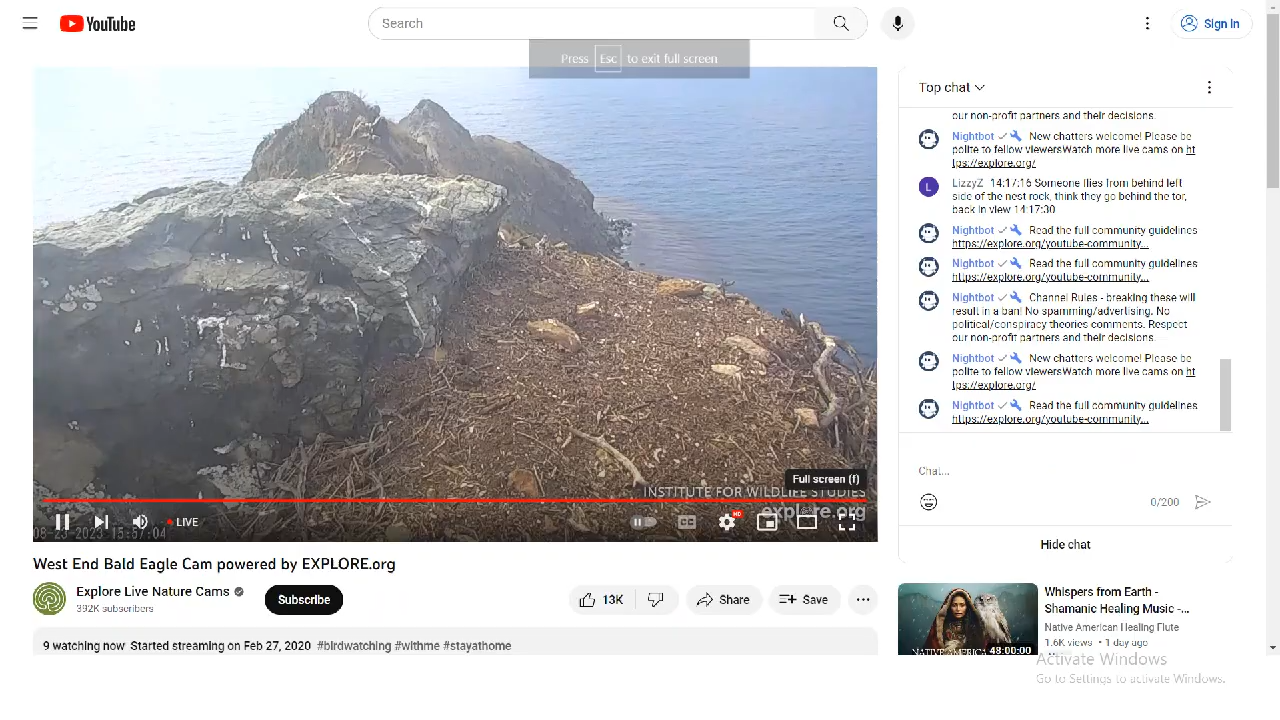 YouTube
Search
Sign in
Press Esc to exit full screen
Top chat
our non-profit partners and their decisions.
Nightbot New chatters welcome! Please be
polite to fellow viewersWatch more live cams on ht
tps://explore.org/
L
LizzyZ 14:17:16 Someone flies from behind left
side of the nest rock, think they go behind the tor,
back in view 14:17:30
Nightbot Read the full community guidelines
https://explore.org/youtube-community...
Nightbot Read the full community guidelines
https://explore.org/youtube-community...
Nightbot Channel Rules - breaking these will
result in a ban! No spamming/advertising. No
political/conspiracy theories comments. Respect
our non-profit partners and their decisions.
Nightbot New chatters welcome! Please be
polite to fellow viewersWatch more live cams on ht
tps://explore.org/
Nightbot Read the full community guidelines
https://explore.org/youtube-community...
Chat...
0/200
Hide chat
Full screen (f)
INSTITUTE FOR WILDLIFE STUDIES
explore.org
LIVE
CC
HD
06-23-2023 15:57:04
West End Bald Eagle Cam powered by EXPLORE.org
Explore Live Nature Cams
392K subscribers
Subscribe
13K
Share
Save
9 watching now Started streaming on Feb 27, 2020 #birdwatching #withme #stayathome
NATIVE AMERICA
48:00:00
Whispers from Earth -
Shamanic Healing Music -...
Native American Healing Flute
1.6K views • 1 day ago
Activate Windows
Go to Settings to activate Windows.